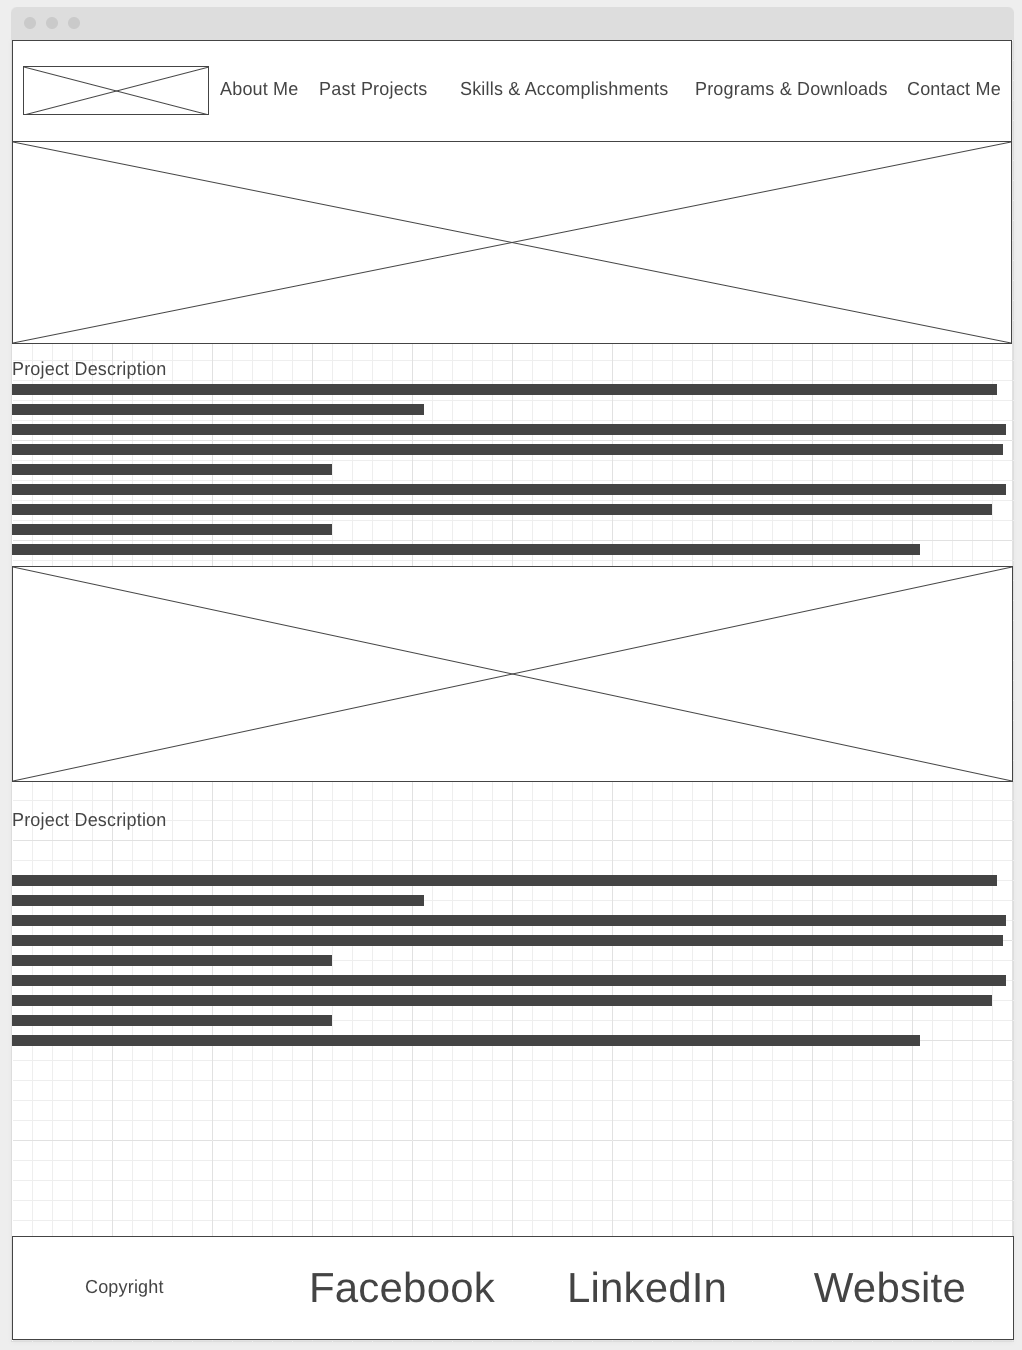 About Me Past Projects Skills & Accomplishments Programs & Downloads Contact Me
Project Description
Project Description
Copyright Facebook LinkedIn Website